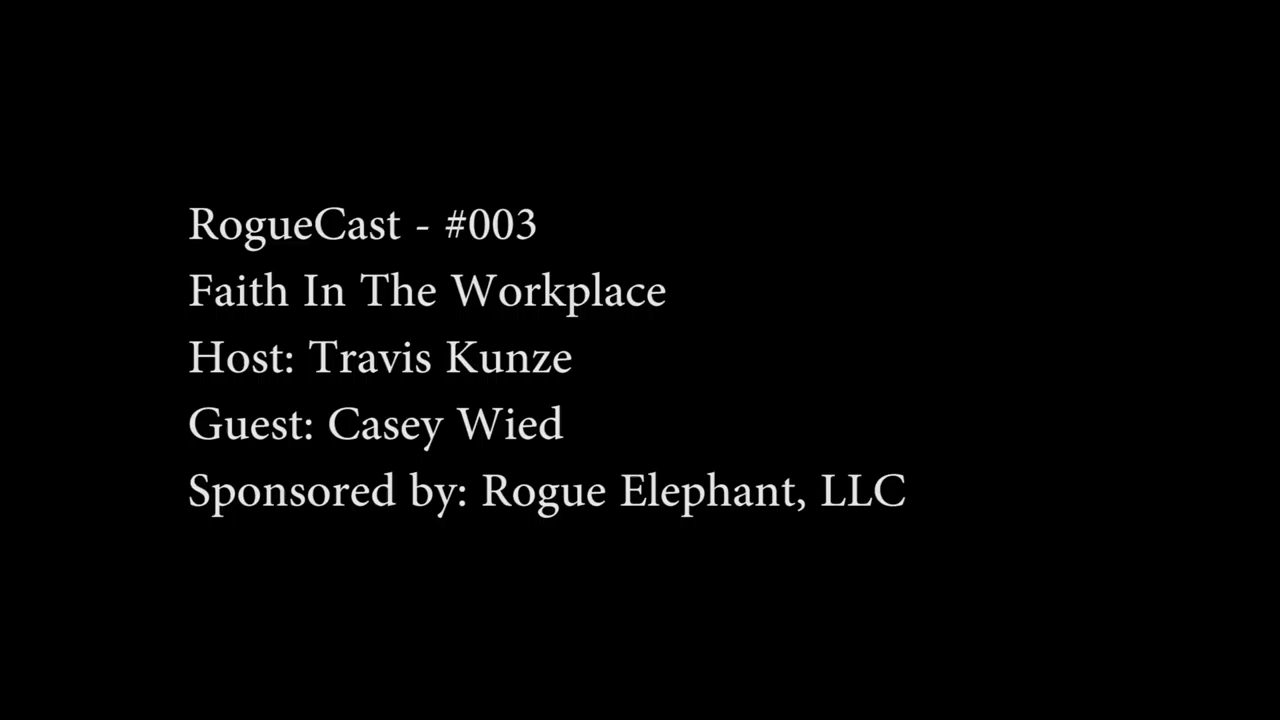 RogueCast - #003
Faith In The Workplace
Host: Travis Kunze
Guest: Casey Wied
Sponsored by: Rogue Elephant, LLC